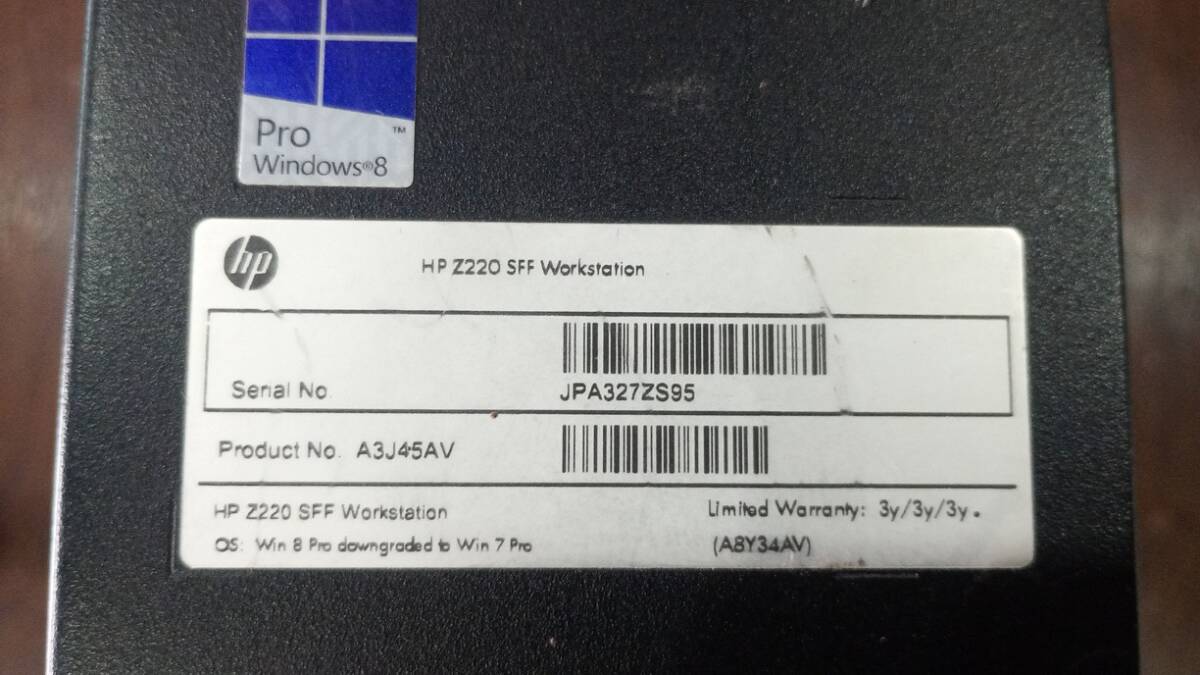 Pro ™
Windows®8
hp
HP Z220 SFF Workstation
Serial No.
JPA327ZS95
Product No. A3J45AV
HP Z220 SFF Workstation
Limited Warranty: 3y/3y/3y.
OS: Win 8 Pro downgraded to Win 7 Pro
(A8Y34AV)